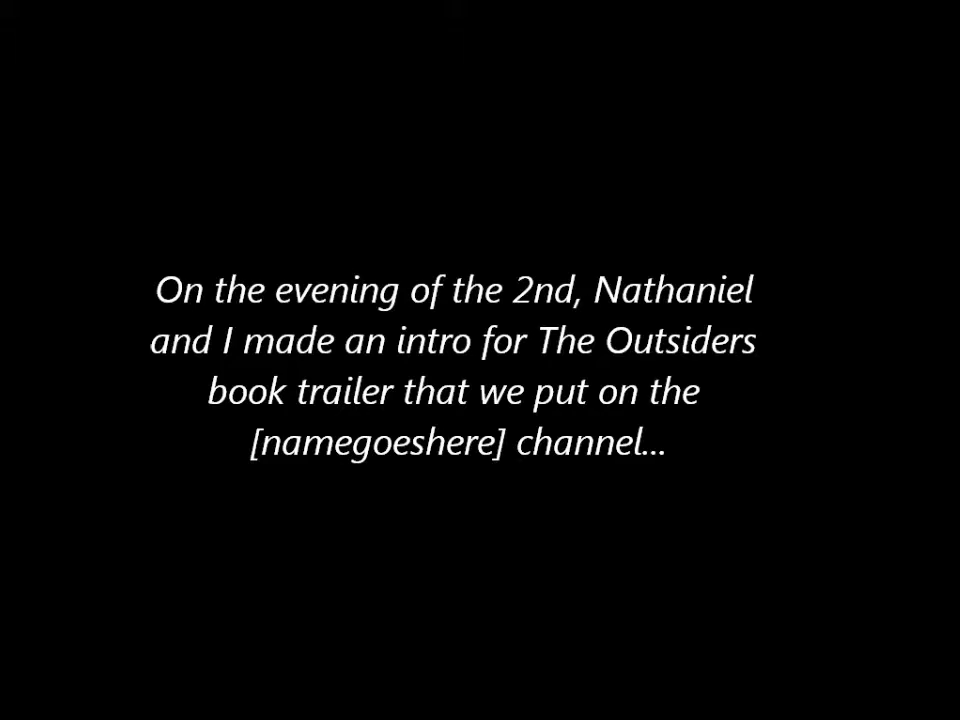 On the evening of the 2nd, Nathaniel
and I made an intro for The Outsiders
book trailer that we put on the
[namegoeshere] channel...